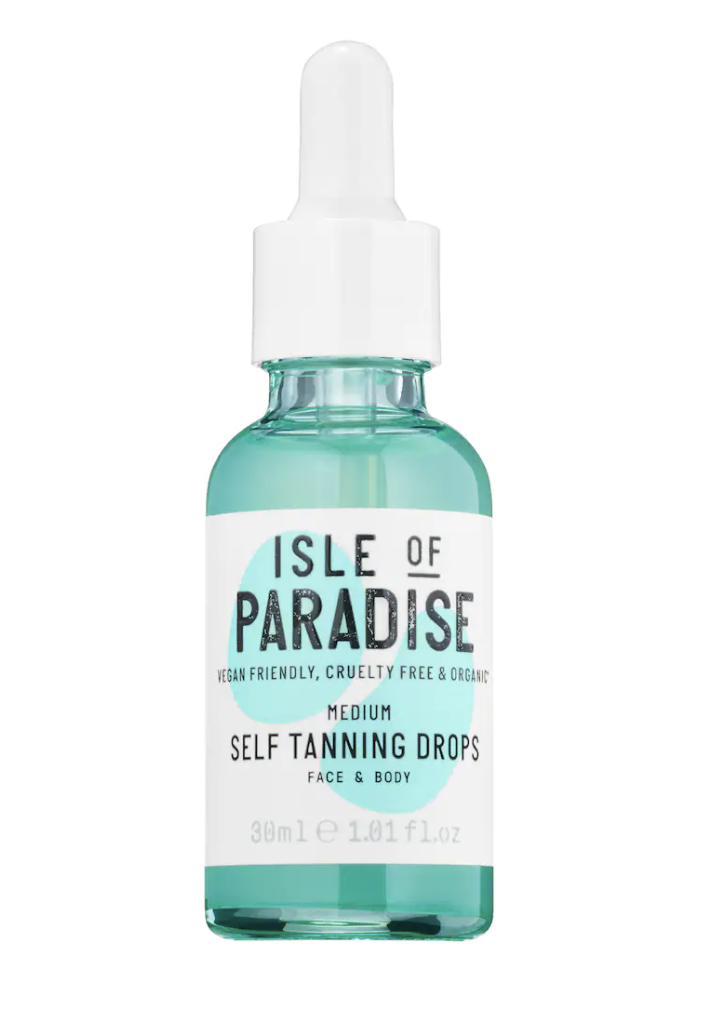 ISLE OF
PARADISE
VEGAN FRIENDLY, CRUELTY FREE & ORGANIC*
MEDIUM
SELF TANNING DROPS
FACE & BODY
30ml ℮ 1.01 fl.oz